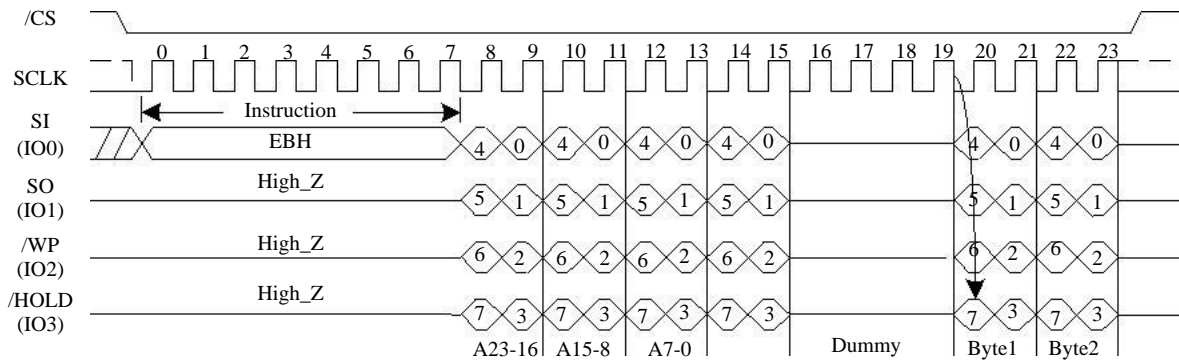 /CS
0 1 2 3 4 5 6 7 8 9 10 11 12 13 14 15 16 17 18 19 20 21 22 23
SCLK
Instruction
SI
(IO0)
EBH
4 0 4 0 4 0 4 0 4 0 4 0
SO
(IO1)
High_Z
5 1 5 1 5 1 5 1 5 1 5 1
/WP
(IO2)
High_Z
6 2 6 2 6 2 6 2 6 2 6 2
/HOLD
(IO3)
High_Z
7 3 7 3 7 3 7 3 7 3 7 3
A23-16 A15-8 A7-0 Dummy Byte1 Byte2